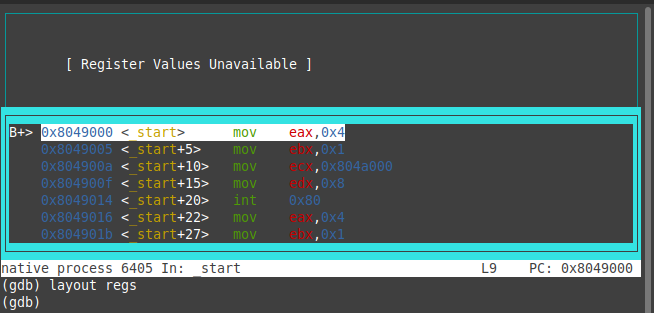 [ Register Values Unavailable ]
B+> 0x8049000 <_start> mov eax,0x4
0x8049005 <_start+5> mov ebx,0x1
0x804900a <_start+10> mov ecx,0x804a000
0x804900f <_start+15> mov edx,0x8
0x8049014 <_start+20> int 0x80
0x8049016 <_start+22> mov eax,0x4
0x804901b <_start+27> mov ebx,0x1
native process 6405 In: _start L9 PC: 0x8049000
(gdb) layout regs
(gdb)